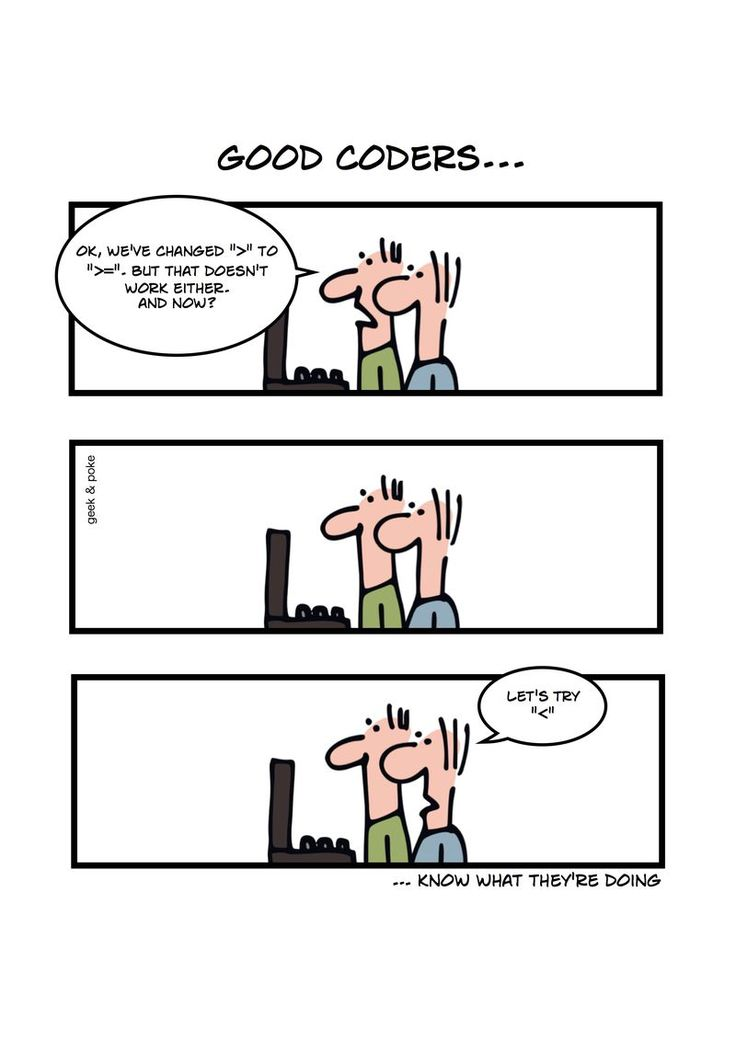 GOOD CODERS...
OK, WE'VE CHANGED ">" TO
">=". BUT THAT DOESN'T
WORK EITHER.
AND NOW?
geek & poke
LET'S TRY
"<"
... KNOW WHAT THEY'RE DOING